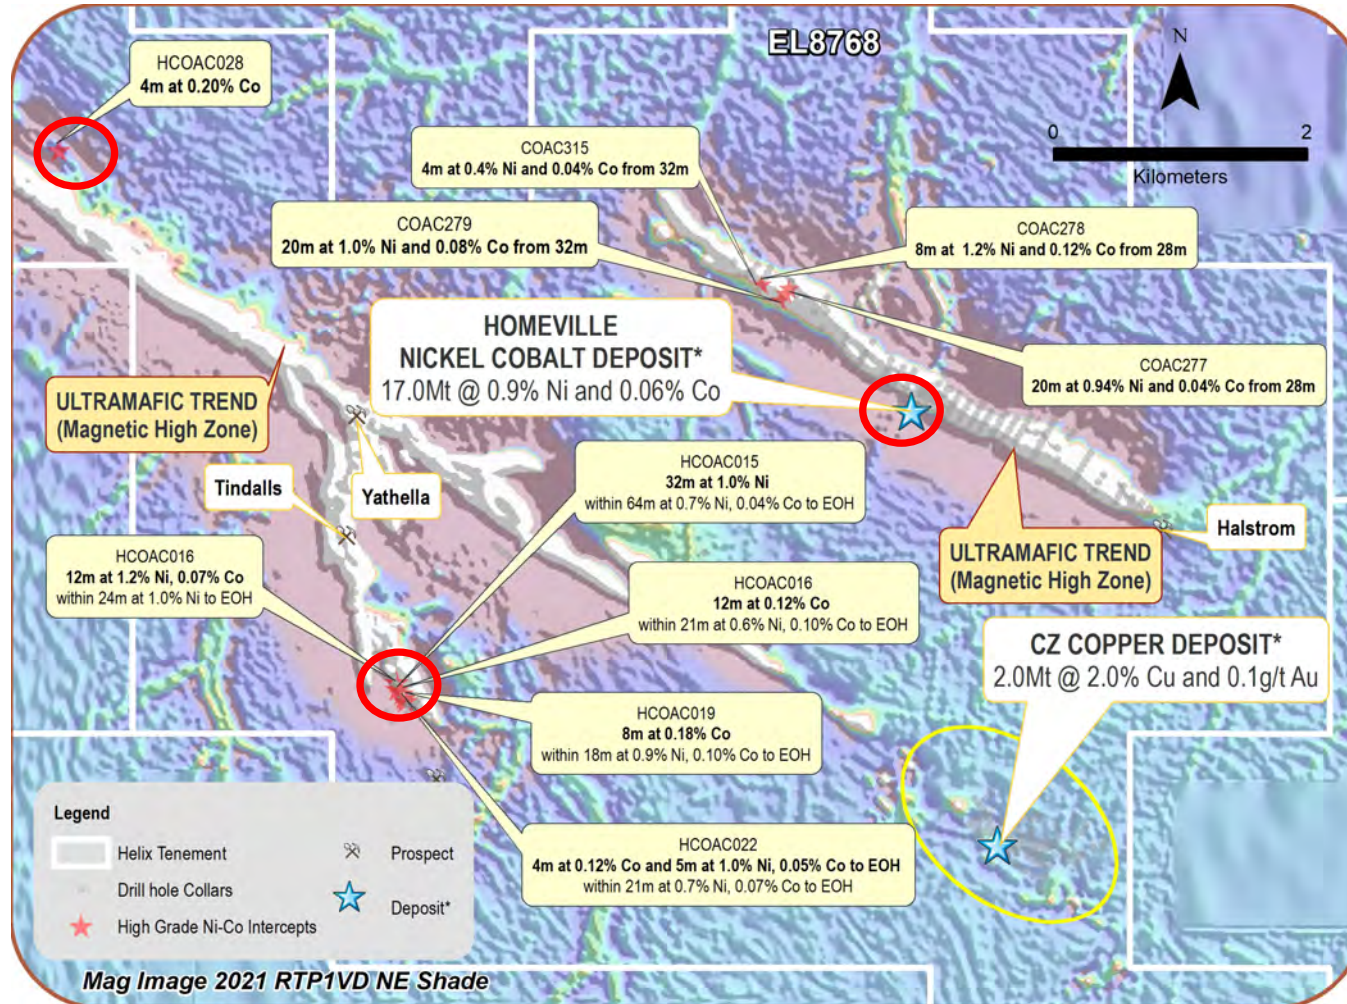 EL8768
N
0
2
Kilometers
HCOAC028
4m at 0.20% Co
COAC315
4m at 0.4% Ni and 0.04% Co from 32m
COAC279
20m at 1.0% Ni and 0.08% Co from 32m
COAC278
8m at 1.2% Ni and 0.12% Co from 28m
HOMEVILLE
NICKEL COBALT DEPOSIT*
17.0Mt @ 0.9% Ni and 0.06% Co
COAC277
20m at 0.94% Ni and 0.04% Co from 28m
ULTRAMAFIC TREND
(Magnetic High Zone)
Tindalls
Yathella
HCOAC015
32m at 1.0% Ni
within 64m at 0.7% Ni, 0.04% Co to EOH
Halstrom
ULTRAMAFIC TREND
(Magnetic High Zone)
HCOAC016
12m at 1.2% Ni, 0.07% Co
within 24m at 1.0% Ni to EOH
HCOAC016
12m at 0.12% Co
within 21m at 0.6% Ni, 0.10% Co to EOH
CZ COPPER DEPOSIT*
2.0Mt @ 2.0% Cu and 0.1g/t Au
HCOAC019
8m at 0.18% Co
within 18m at 0.9% Ni, 0.10% Co to EOH
HCOAC022
4m at 0.12% Co and 5m at 1.0% Ni, 0.05% Co to EOH
within 21m at 0.7% Ni, 0.07% Co to EOH
Legend
Helix Tenement
Drill hole Collars
High Grade Ni-Co Intercepts
Prospect
Deposit*
Mag Image 2021 RTP1VD NE Shade